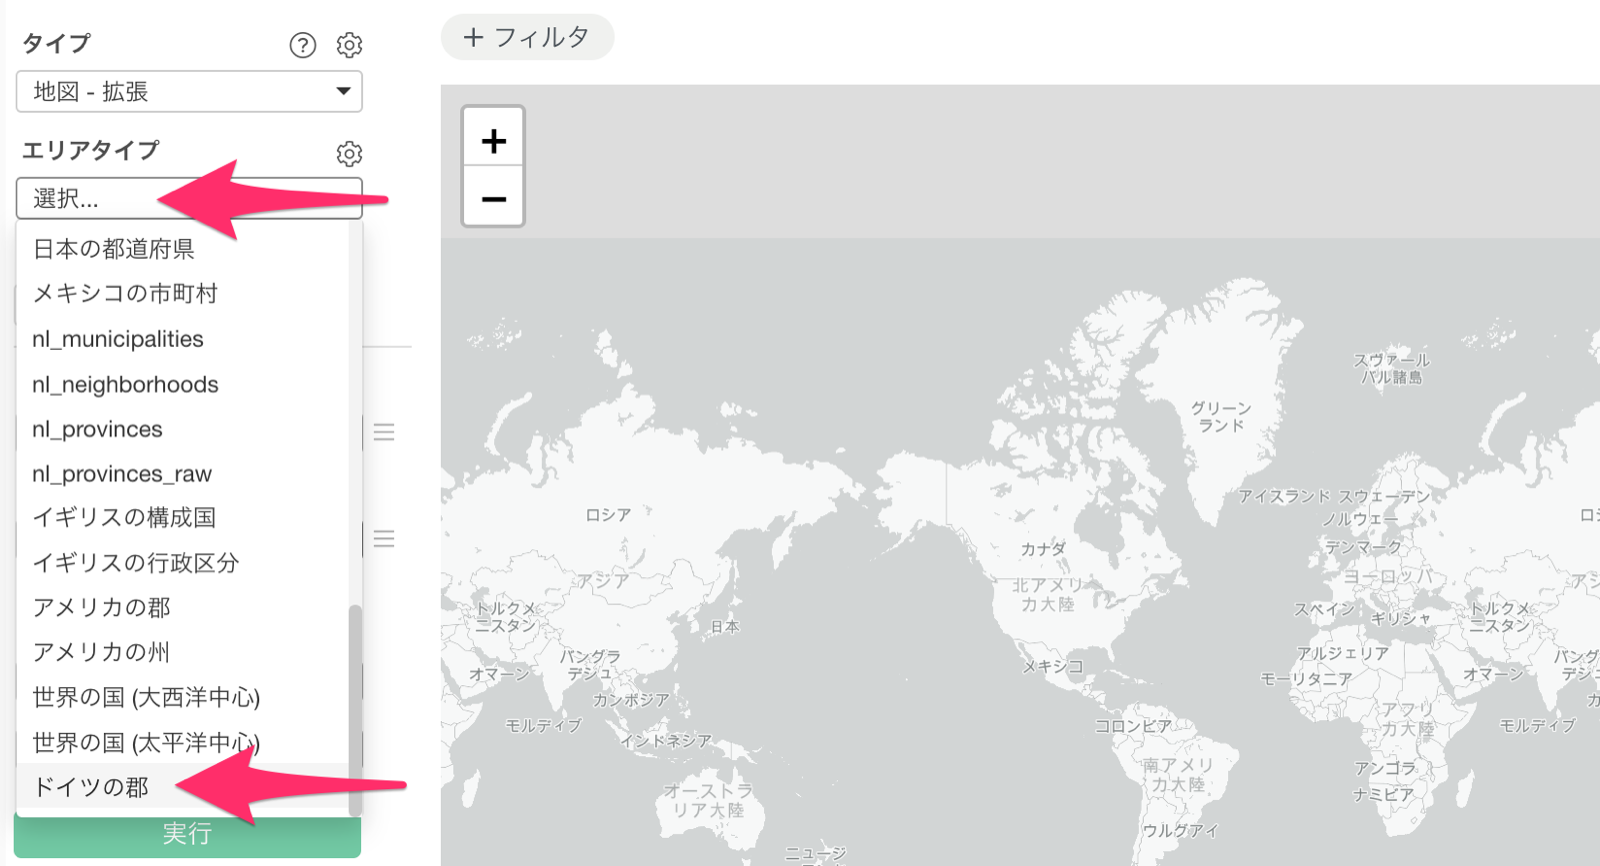 タイプ
地図 - 拡張
エリアタイプ
選択...
日本の都道府県
メキシコの市町村
nl_municipalities
nl_neighborhoods
nl_provinces
nl_provinces_raw
イギリスの構成国
イギリスの行政区分
アメリカの郡
アメリカの州
世界の国 (大西洋中心)
世界の国 (太平洋中心)
ドイツの郡
実行
+ フィルタ
+
−
スヴァール
バル諸島
グリーン
ランド
アイスランド
スウェーデン
ノルウェー
ロシア
カナダ
デンマーク
アジア
北アメリ
カ大陸
ヨーロッパ
トルクメ
ニスタン
日本
スペイン
ギリシャ
トルクメ
ニスタン
バングラ
デシュ
オマーン
メキシコ
アルジェリア
モーリタニア
オマーン
カンボジア
モルディブ
インドネシア
コロンビア
アフリ
カ大陸
モルディブ
南アメリ
カ大陸
アンゴラ
ナミビア
オーストラ
リア大陸
ウルグアイ
ニュージ